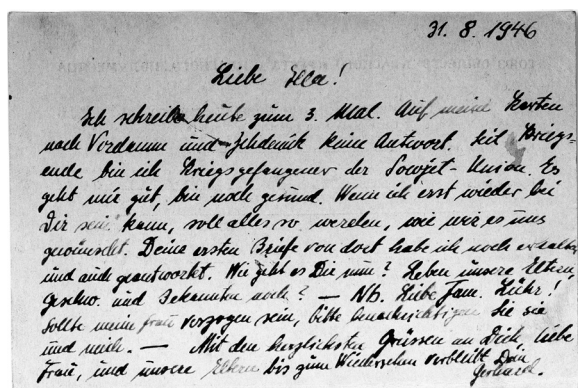 31. 8. 1946
Liebe Ilse!
Ich schreibe heute zum 3. Mal. Auf meine Karten
nach Vordamm und Zehdenick keine Antwort. Seit Kriegs-
ende bin ich Kriegsgefangener der Sowjet-Union. Es
geht mir gut, bin noch gesund. Wenn ich erst wieder bei
Dir sein kann, soll alles so werden, wie wir es uns
gewünscht. Deine ersten Briefe von dort habe ich noch erhalten
und auch geantwortet. Wie geht es Dir nun? Leben unsere Eltern,
Geschw. und Bekannten noch? — Nb. Liebe Fam. Lühr!
Sollte meine Frau verzogen sein, bitte benachrichtigen Sie sie
und mich. — Mit den herzlichsten Grüssen an Dich, liebe
Frau, und unsere Eltern bis zum Wiedersehen verbleibt Dein
Gerhard.